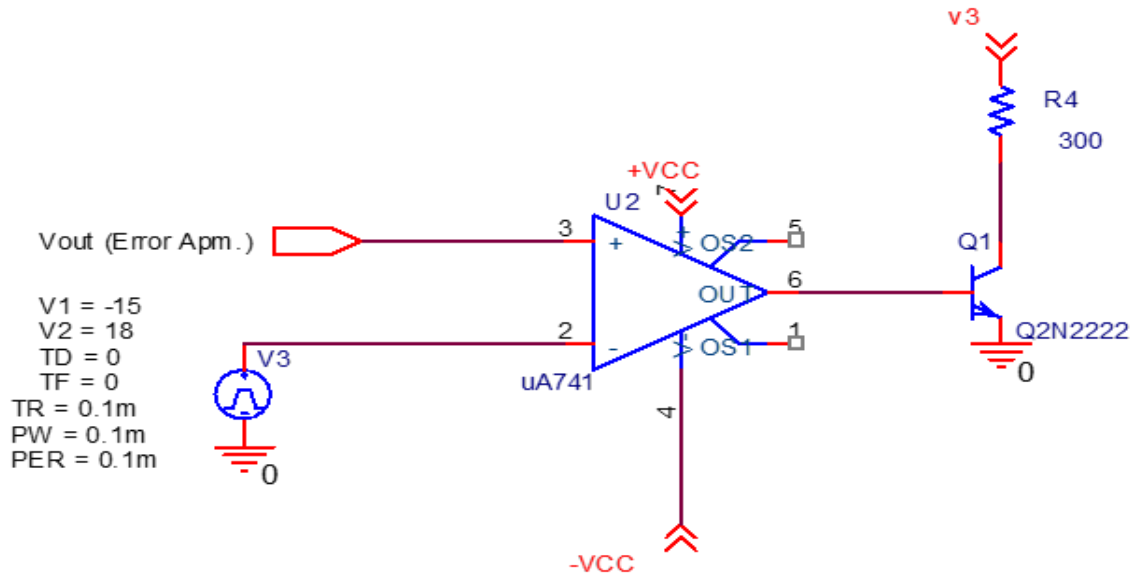 v3
R4
300
+VCC
7
U2
Vout (Error Apm.)
3
+
V+
OS2
5
Q1
OUT
6
V1 = -15
V2 = 18
TD = 0
TF = 0
TR = 0.1m
PW = 0.1m
PER = 0.1m
V3
2
-
V-
OS1
1
uA741
Q2N2222
0
4
0
-VCC